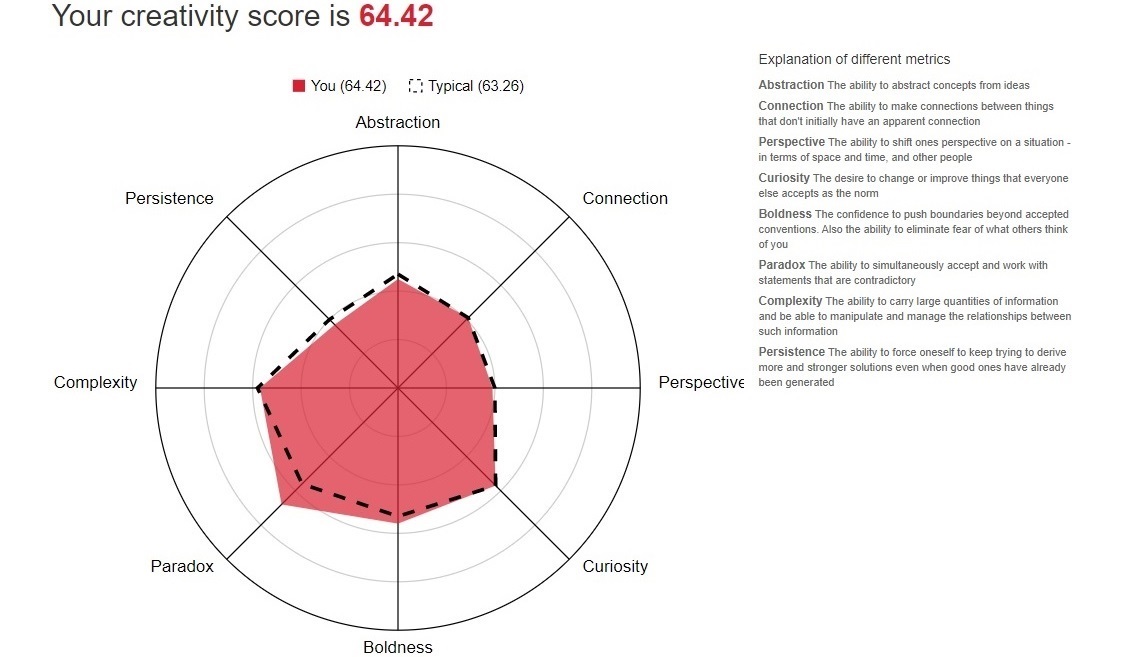 Your creativity score is 64.42
You (64.42) Typical (63.26)
Abstraction
Persistence
Connection
Complexity
Perspective
Paradox
Curiosity
Boldness
Explanation of different metrics
Abstraction The ability to abstract concepts from ideas
Connection The ability to make connections between things
that don't initially have an apparent connection
Perspective The ability to shift ones perspective on a situation -
in terms of space and time, and other people
Curiosity The desire to change or improve things that everyone
else accepts as the norm
Boldness The confidence to push boundaries beyond accepted
conventions. Also the ability to eliminate fear of what others think
of you
Paradox The ability to simultaneously accept and work with
statements that are contradictory
Complexity The ability to carry large quantities of information
and be able to manipulate and manage the relationships between
such information
Persistence The ability to force oneself to keep trying to derive
more and stronger solutions even when good ones have already
been generated